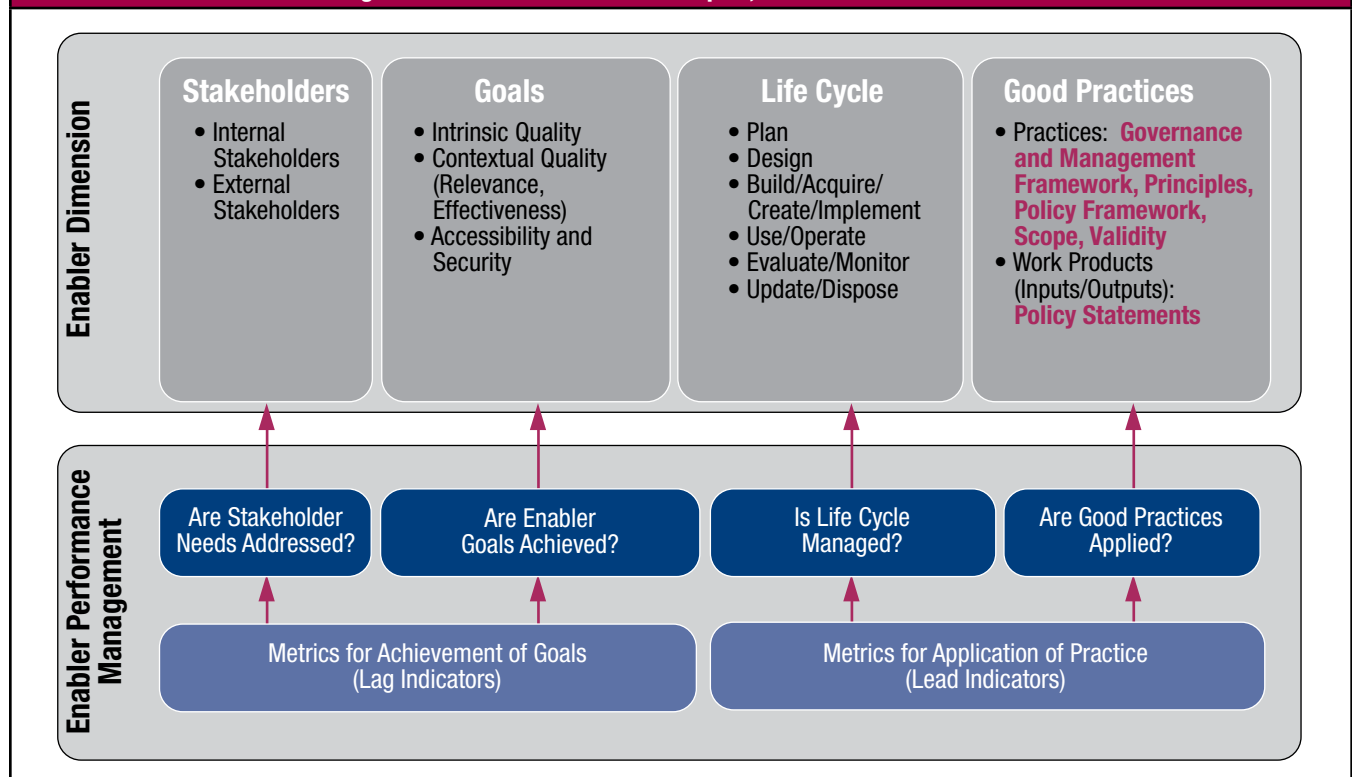 Enabler Dimension
Stakeholders
• Internal
Stakeholders
• External
Stakeholders
Goals
• Intrinsic Quality
• Contextual Quality
(Relevance,
Effectiveness)
• Accessibility and
Security
Life Cycle
• Plan
• Design
• Build/Acquire/
Create/Implement
• Use/Operate
• Evaluate/Monitor
• Update/Dispose
Good Practices
• Practices: Governance
and Management
Framework, Principles,
Policy Framework,
Scope, Validity
• Work Products
(Inputs/Outputs):
Policy Statements
Enabler Performance
Management
Are Stakeholder
Needs Addressed?
Are Enabler
Goals Achieved?
Is Life Cycle
Managed?
Are Good Practices
Applied?
Metrics for Achievement of Goals
(Lag Indicators)
Metrics for Application of Practice
(Lead Indicators)